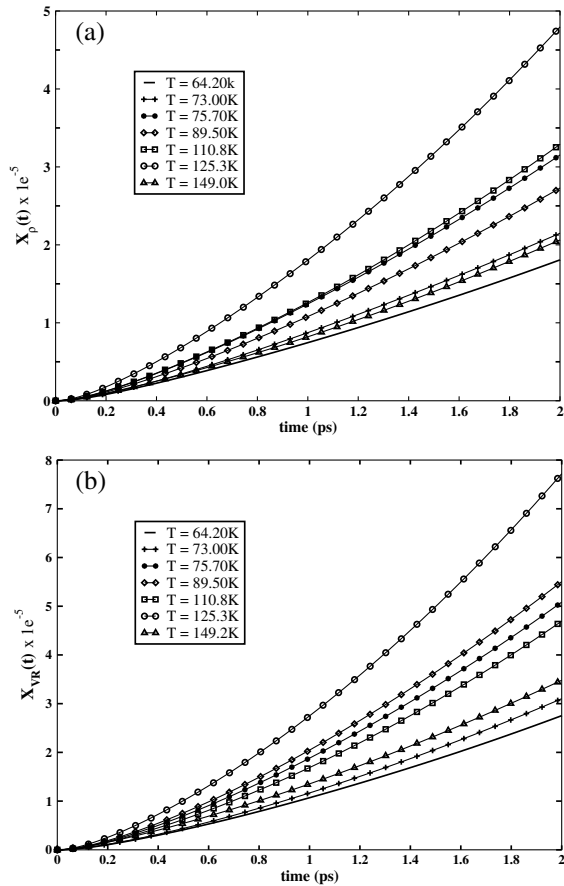 (a)
5
4
3
2
1
0
X_ρ(t) x 1e^-5
T = 64.20k
T = 73.00K
T = 75.70K
T = 89.50K
T = 110.8K
T = 125.3K
T = 149.0K
0 0.2 0.4 0.6 0.8 1 1.2 1.4 1.6 1.8 2
time (ps)
(b)
8
7
6
5
4
3
2
1
0
X_VR(t) x 1e^-5
T = 64.20K
T = 73.00K
T = 75.70K
T = 89.50K
T = 110.8K
T = 125.3K
T = 149.2K
0 0.2 0.4 0.6 0.8 1 1.2 1.4 1.6 1.8 2
time (ps)